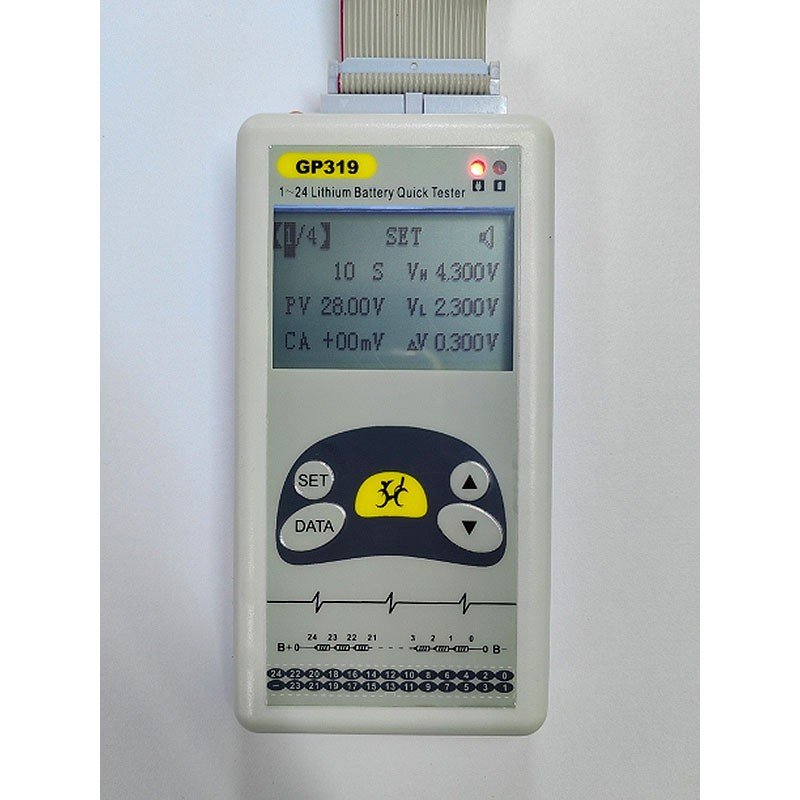 GP319
1~24 Lithium Battery Quick Tester
【1/4】 SET
10 S VH 4.300V
PV 28.00V VL 2.300V
CA +00mV ΔV 0.300V
SET
▲
DATA
▼
24 23 22 21 3 2 1 0
B+ B-
24 22 20 18 16 14 12 10 8 6 4 2 0
- 23 21 19 17 15 13 11 9 7 5 3 1